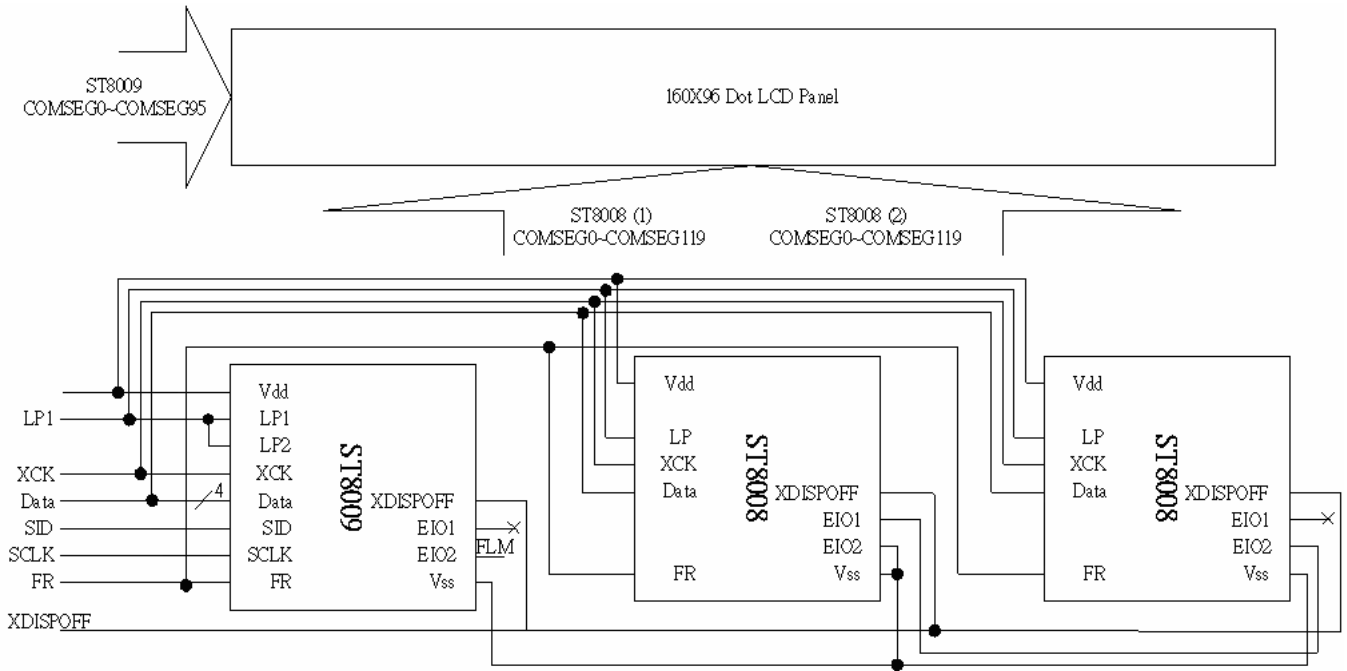 ST8009
COMSEG0~COMSEG95
160X96 Dot LCD Panel
ST8008 (1)
COMSEG0~COMSEG119
ST8008 (2)
COMSEG0~COMSEG119
LP1
XCK
Data
SID
SCLK
FR
XDISPOFF
4
Vdd
LP1
LP2
XCK
Data
SID
SCLK
FR
ST8009
XDISPOFF
EIO1
EIO2
Vss
FLM
Vdd
LP
XCK
Data
FR
ST8008
XDISPOFF
EIO1
EIO2
Vss
Vdd
LP
XCK
Data
FR
ST8008
XDISPOFF
EIO1
EIO2
Vss